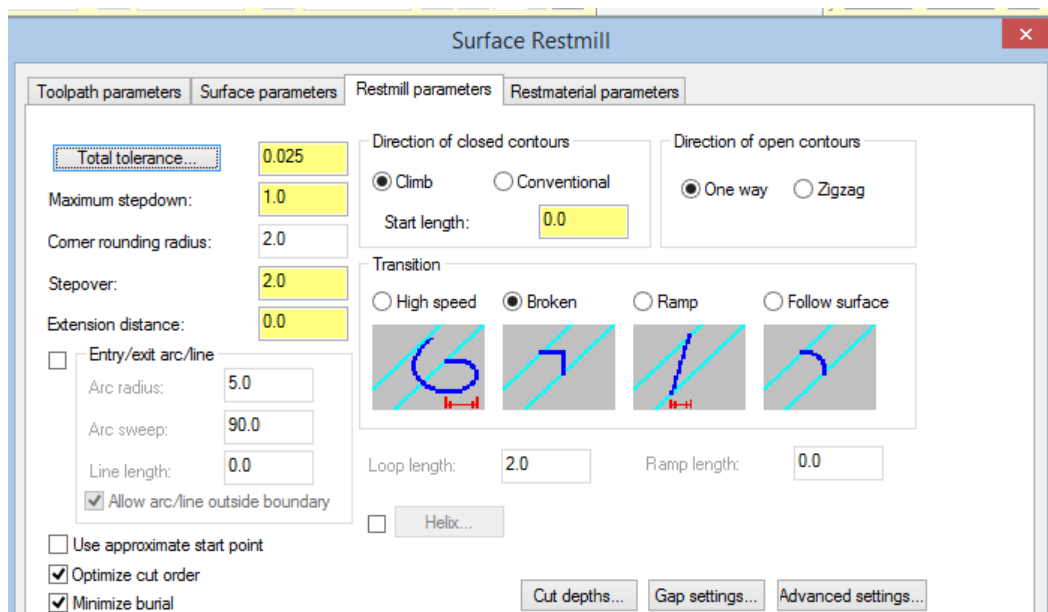 Surface Restmill
Toolpath parameters Surface parameters Restmill parameters Restmaterial parameters
Total tolerance... 0.025
Maximum stepdown: 1.0
Corner rounding radius: 2.0
Stepover: 2.0
Extension distance: 0.0
Entry/exit arc/line
Arc radius: 5.0
Arc sweep: 90.0
Line length: 0.0
Allow arc/line outside boundary
Use approximate start point
Optimize cut order
Minimize burial
Direction of closed contours
Climb Conventional
Start length: 0.0
Direction of open contours
One way Zigzag
Transition
High speed Broken Ramp Follow surface
Loop length: 2.0 Ramp length: 0.0
Helix...
Cut depths... Gap settings... Advanced settings...